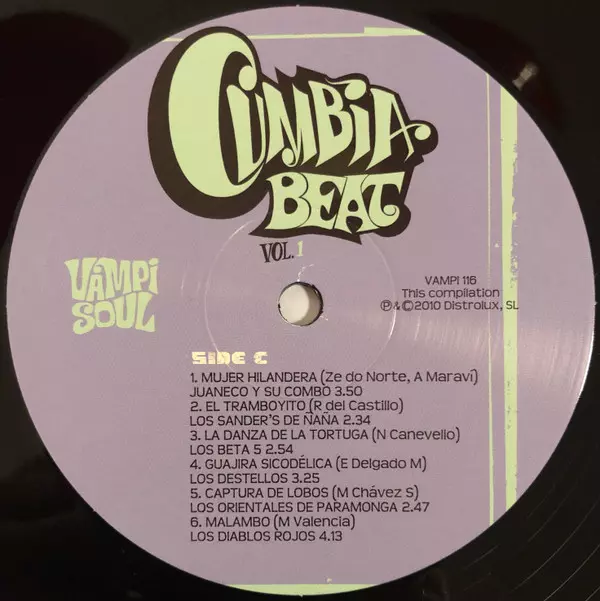 CUMBIA
BEAT
VOL.1
VAMPI
SOUL
VAMPI 116
This compilation
℗&©2010 Distrolux, SL
SIDE C
1. MUJER HILANDERA (Ze do Norte, A Maraví)
JUANECO Y SU COMBO 3.50
2. EL TRAMBOYITO (R del Castillo)
LOS SANDER'S DE ÑAÑA 2.34
3. LA DANZA DE LA TORTUGA (N Canevello)
LOS BETA 5 2.54
4. GUAJIRA SICODÉLICA (E Delgado M)
LOS DESTELLOS 3.25
5. CAPTURA DE LOBOS (M Chávez S)
LOS ORIENTALES DE PARAMONGA 2.47
6. MALAMBO (M Valencia)
LOS DIABLOS ROJOS 4.13